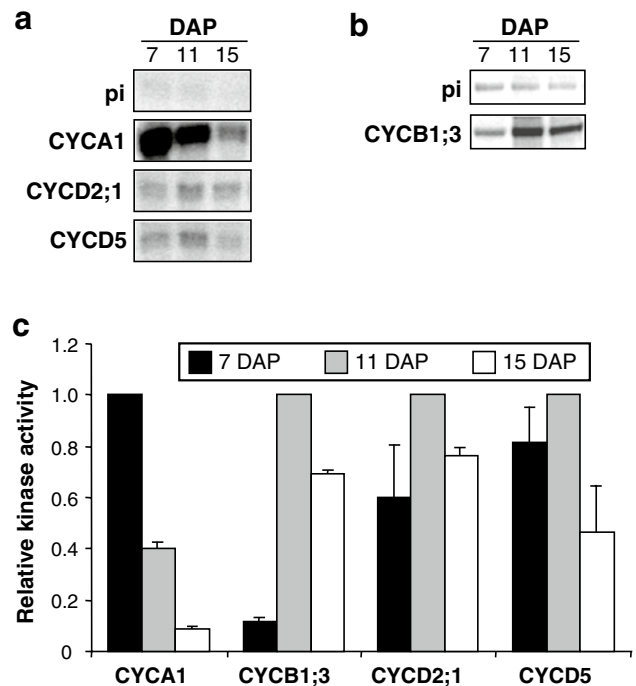 a
DAP
7 11 15
pi
CYCA1
CYCD2;1
CYCD5
b
DAP
7 11 15
pi
CYCB1;3
c
Relative kinase activity
1.2
1.0
0.8
0.6
0.4
0.2
0
7 DAP 11 DAP 15 DAP
CYCA1 CYCB1;3 CYCD2;1 CYCD5